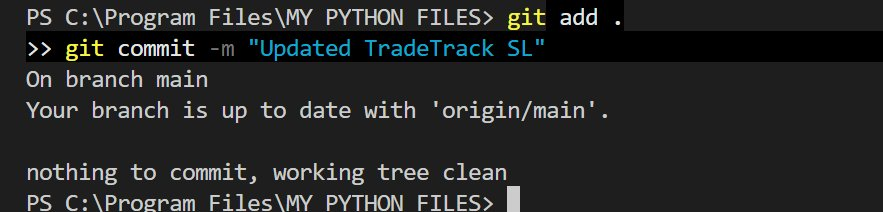 PS C:\Program Files\MY PYTHON FILES> git add .
>> git commit -m "Updated TradeTrack SL"
On branch main
Your branch is up to date with 'origin/main'.
nothing to commit, working tree clean
PS C:\Program Files\MY PYTHON FILES>